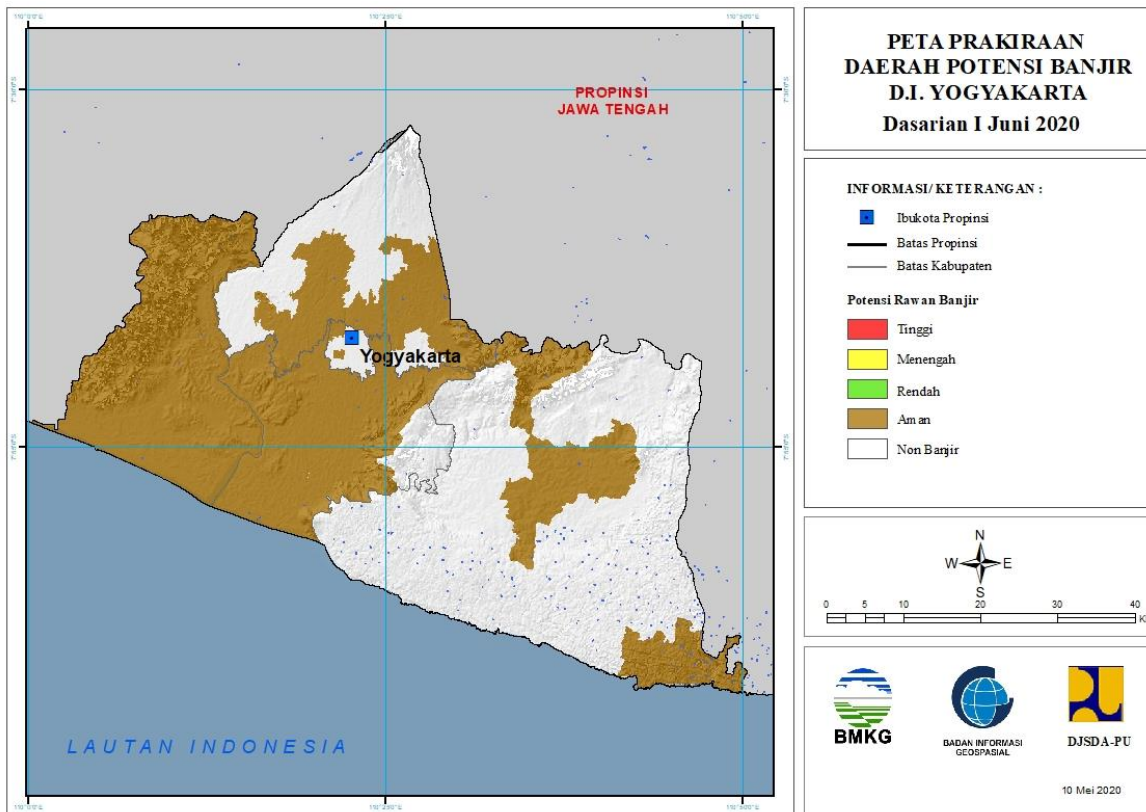 PETA PRAKIRAAN
DAERAH POTENSI BANJIR
D.I. YOGYAKARTA
Dasarian I Juni 2020
PROPINSI
JAWA TENGAH
Yogyakarta
LAUTAN INDONESIA
INFORMASI/ KETERANGAN :
Ibukota Propinsi
Batas Propinsi
Batas Kabupaten
Potensi Rawan Banjir
Tinggi
Menengah
Rendah
Aman
Non Banjir
N
W E
S
0 5 10 20 30 40
BMKG
BADAN INFORMASI
GEOSPASIAL
DJSDA-PU
10 Mei 2020